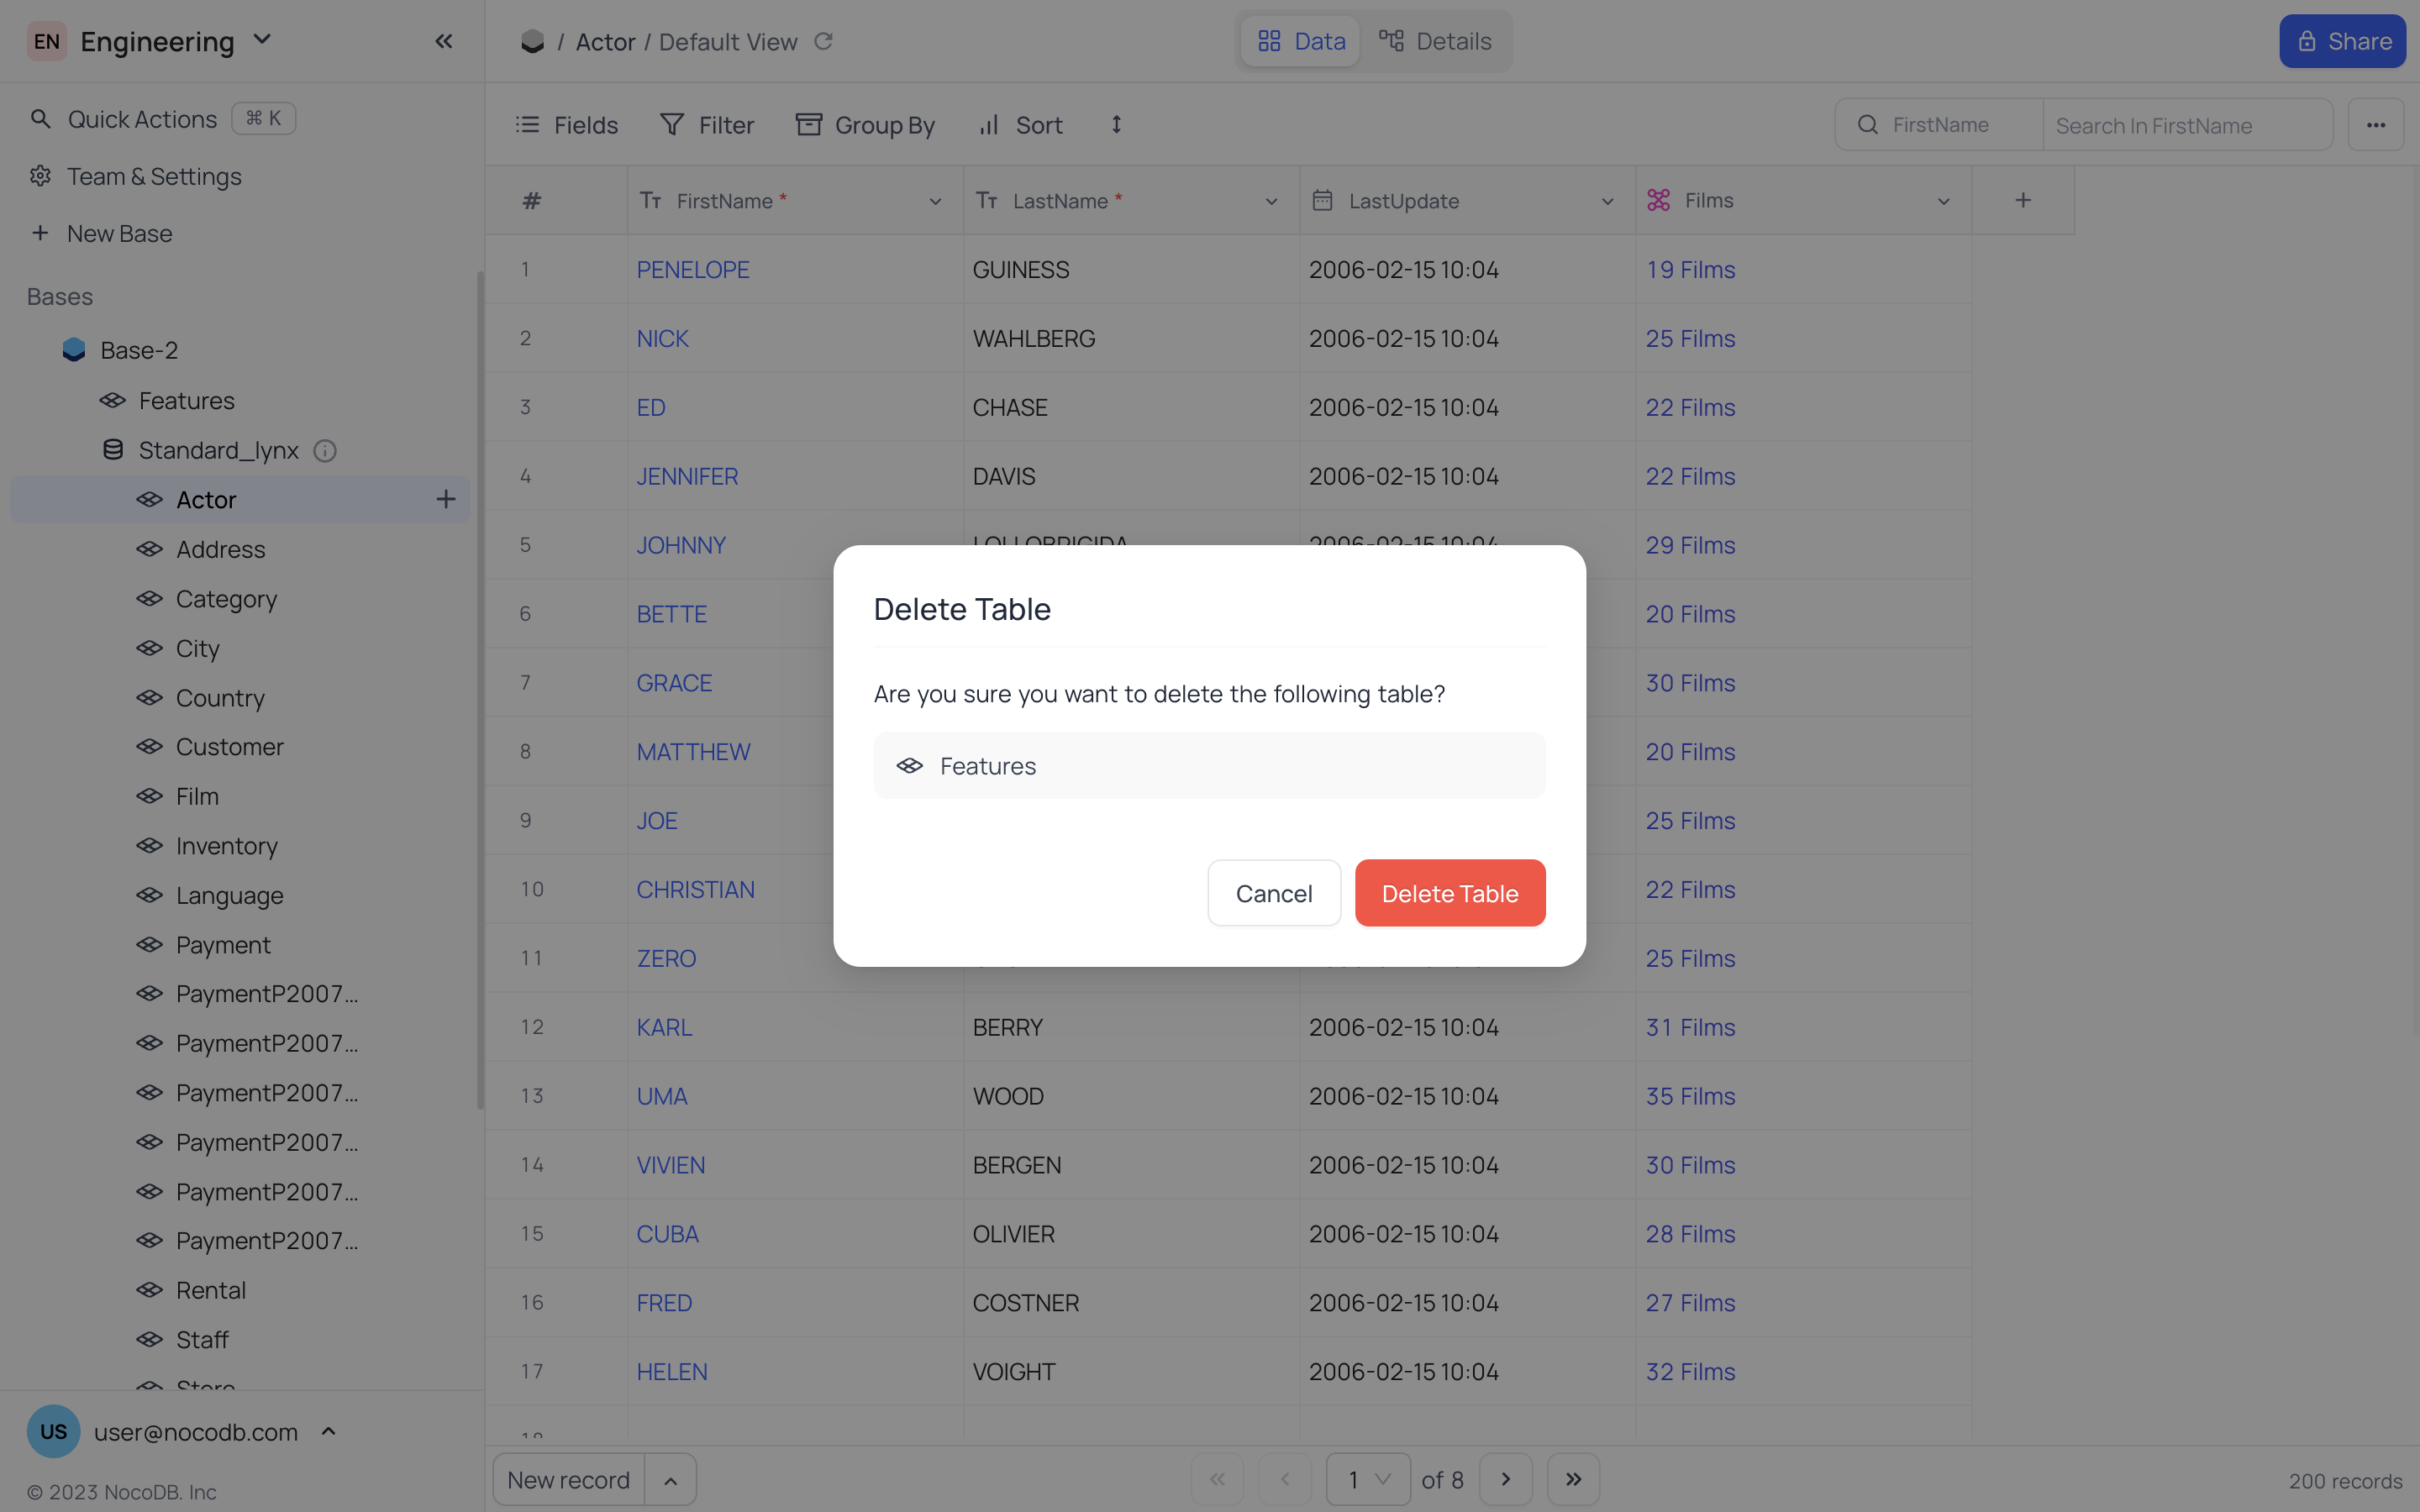 EN Engineering
Quick Actions ⌘ K
Team & Settings
New Base
Bases
Base-2
Features
Standard_lynx
Actor
Address
Category
City
Country
Customer
Film
Inventory
Language
Payment
PaymentP2007...
PaymentP2007...
PaymentP2007...
PaymentP2007...
PaymentP2007...
PaymentP2007...
Rental
Staff
Store
US user@nocodb.com
© 2023 NocoDB. Inc
/ Actor / Default View
Data Details
Share
Fields Filter Group By Sort
FirstName Search In FirstName
# FirstName * LastName * LastUpdate Films
1 PENELOPE GUINESS 2006-02-15 10:04 19 Films
2 NICK WAHLBERG 2006-02-15 10:04 25 Films
3 ED CHASE 2006-02-15 10:04 22 Films
4 JENNIFER DAVIS 2006-02-15 10:04 22 Films
5 JOHNNY LOLLOBRIGIDA 2006-02-15 10:04 29 Films
6 BETTE 20 Films
7 GRACE 30 Films
8 MATTHEW 20 Films
9 JOE 25 Films
10 CHRISTIAN 22 Films
11 ZERO 25 Films
12 KARL BERRY 2006-02-15 10:04 31 Films
13 UMA WOOD 2006-02-15 10:04 35 Films
14 VIVIEN BERGEN 2006-02-15 10:04 30 Films
15 CUBA OLIVIER 2006-02-15 10:04 28 Films
16 FRED COSTNER 2006-02-15 10:04 27 Films
17 HELEN VOIGHT 2006-02-15 10:04 32 Films
18
Delete Table
Are you sure you want to delete the following table?
Features
Cancel Delete Table
New record
1 of 8
200 records